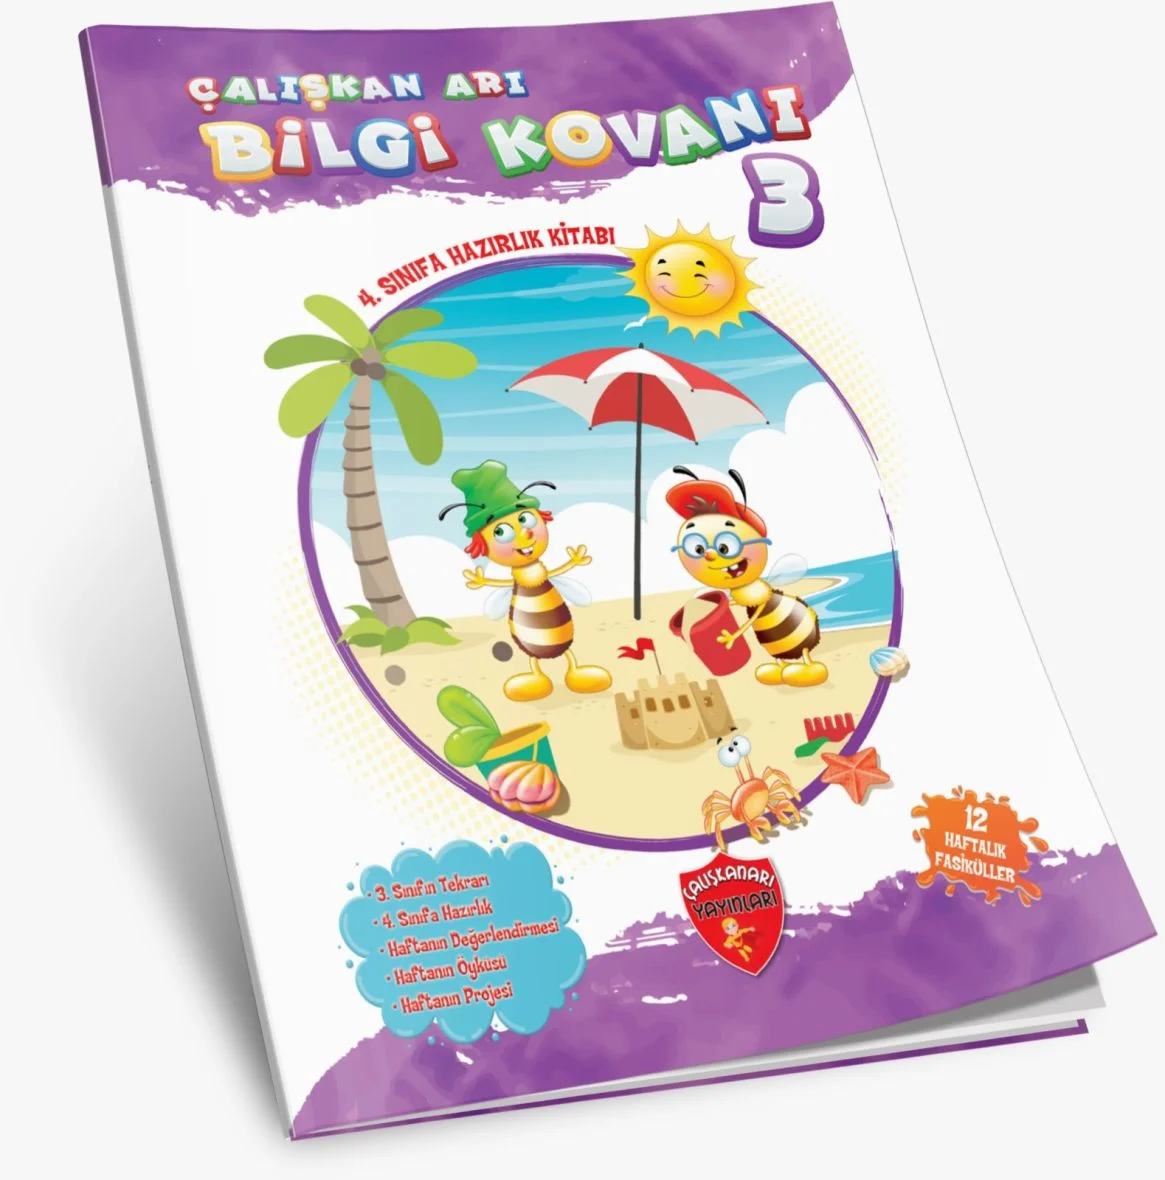 ÇALIŞKAN ARI
BİLGİ KOVANI
3
4. SINIFA HAZIRLIK KİTABI
12
HAFTALIK
FASİKÜLLER
- 3. Sınıfın Tekrarı
- 4. Sınıfa Hazırlık
- Haftanın Değerlendirmesi
- Haftanın Öyküsü
- Haftanın Projesi
ÇALIŞKANARI
YAYINLARI